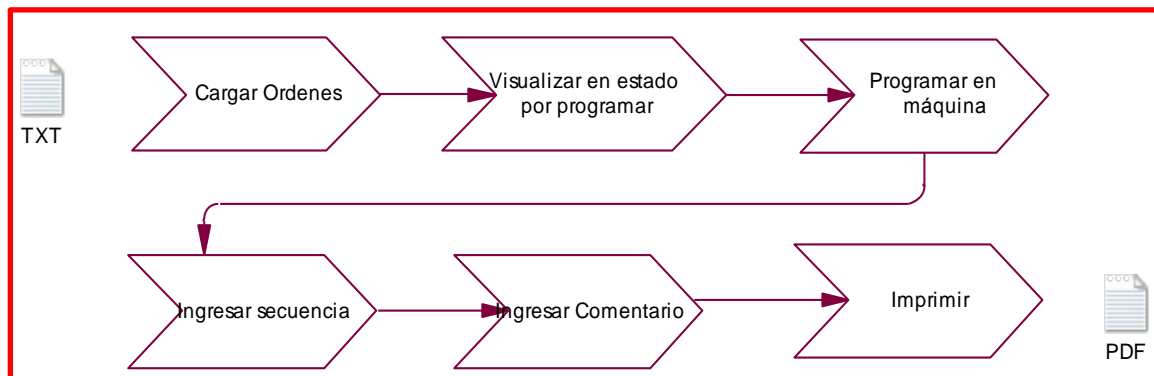 TXT
Cargar Ordenes
Visualizar en estado
por programar
Programar en
máquina
Ingresar secuencia
Ingresar Comentario
Imprimir
PDF